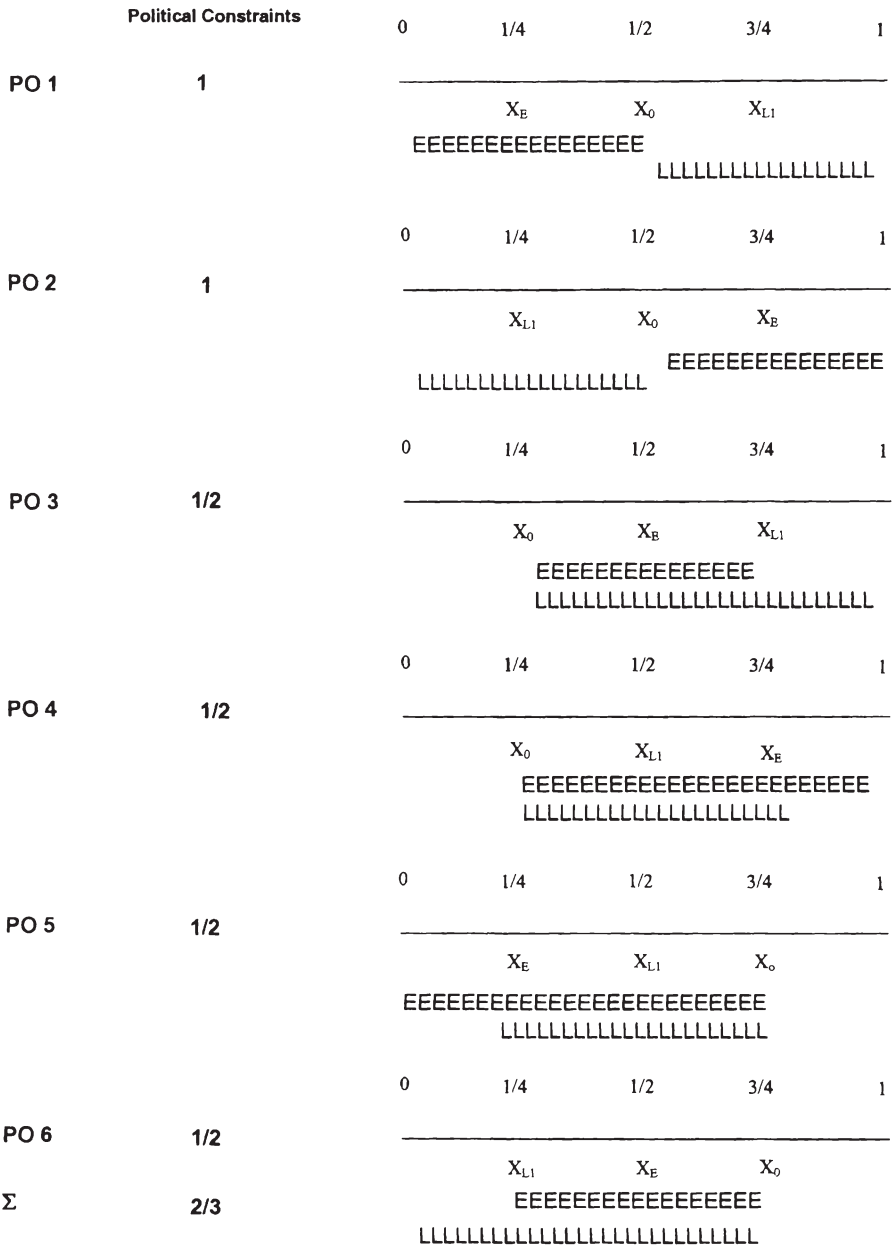 Political Constraints
0 1/4 1/2 3/4 1
PO 1 1
X_E X_0 X_L1
EEEEEEEEEEEEEEEE
LLLLLLLLLLLLLLLLLL
0 1/4 1/2 3/4 1
PO 2 1
X_L1 X_0 X_E
EEEEEEEEEEEEEEE
LLLLLLLLLLLLLLLLLLL
0 1/4 1/2 3/4 1
PO 3 1/2
X_0 X_E X_L1
EEEEEEEEEEEEEEE
LLLLLLLLLLLLLLLLLLLLLLLLLLLL
0 1/4 1/2 3/4 1
PO 4 1/2
X_0 X_L1 X_E
EEEEEEEEEEEEEEEEEEEEEEEE
LLLLLLLLLLLLLLLLLLLLLL
0 1/4 1/2 3/4 1
PO 5 1/2
X_E X_L1 X_o
EEEEEEEEEEEEEEEEEEEEEEEEE
LLLLLLLLLLLLLLLLLLLLLL
0 1/4 1/2 3/4 1
PO 6 1/2
X_L1 X_E X_0
Σ 2/3 EEEEEEEEEEEEEEEEE
LLLLLLLLLLLLLLLLLLLLLLLLLLLL